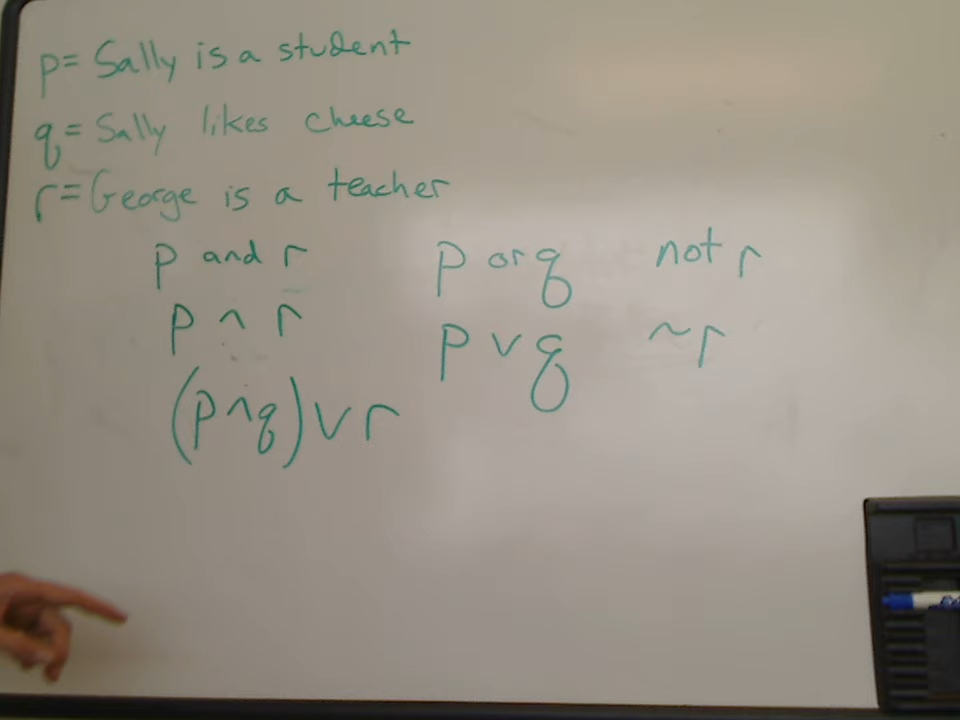 p= Sally is a student
q= Sally likes cheese
r= George is a teacher
p and r p or q not r
p ∧ r p ∨ q ~r
(p∧q)∨r